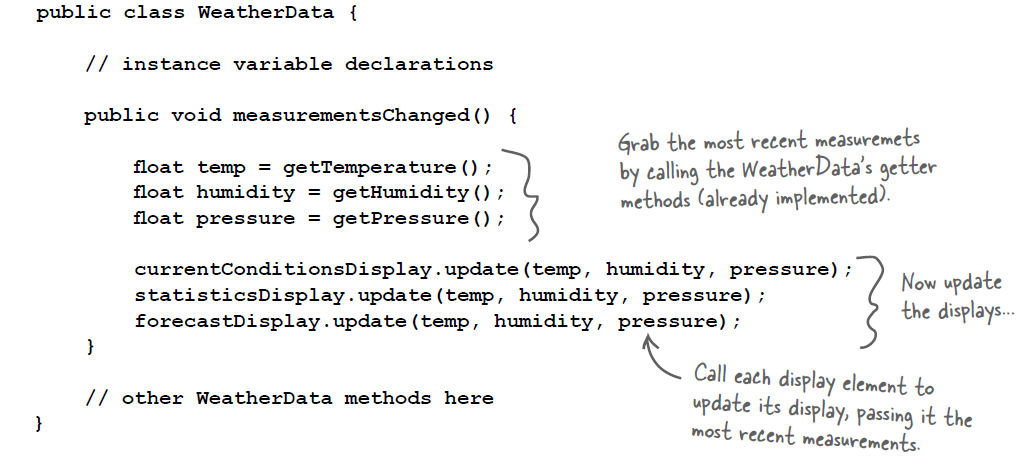 public class WeatherData {
// instance variable declarations
public void measurementsChanged() {
float temp = getTemperature();
float humidity = getHumidity();
float pressure = getPressure();
Grab the most recent measuremets
by calling the WeatherData's getter
methods (already implemented).
currentConditionsDisplay.update(temp, humidity, pressure);
statisticsDisplay.update(temp, humidity, pressure);
forecastDisplay.update(temp, humidity, pressure);
Now update
the displays...
}
Call each display element to
update its display, passing it the
most recent measurements.
// other WeatherData methods here
}